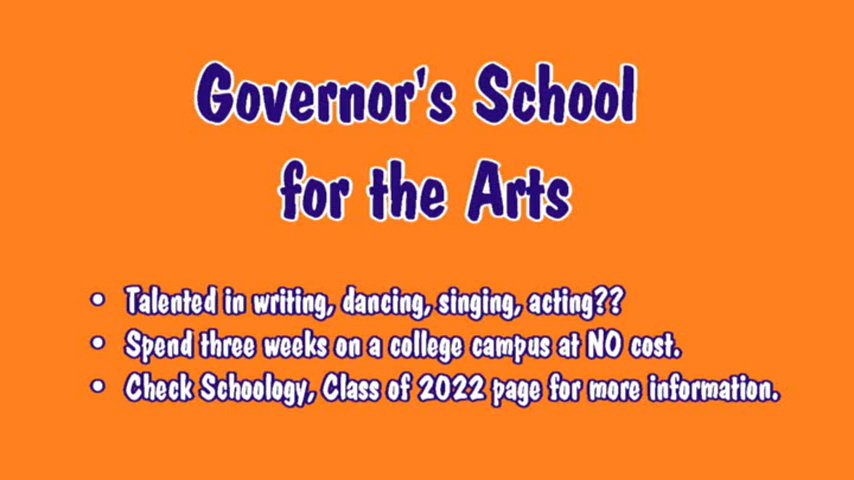 Governor's School
for the Arts
• Talented in writing, dancing, singing, acting??
• Spend three weeks on a college campus at NO cost.
• Check Schoology, Class of 2022 page for more information.